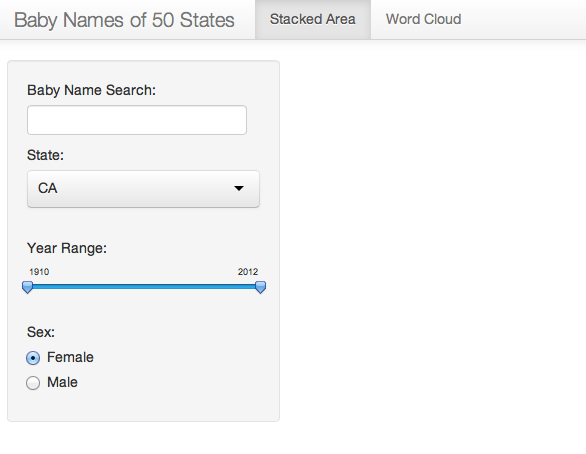 Baby Names of 50 States Stacked Area Word Cloud
Baby Name Search:
State:
CA
Year Range:
1910 2012
Sex:
Female
Male